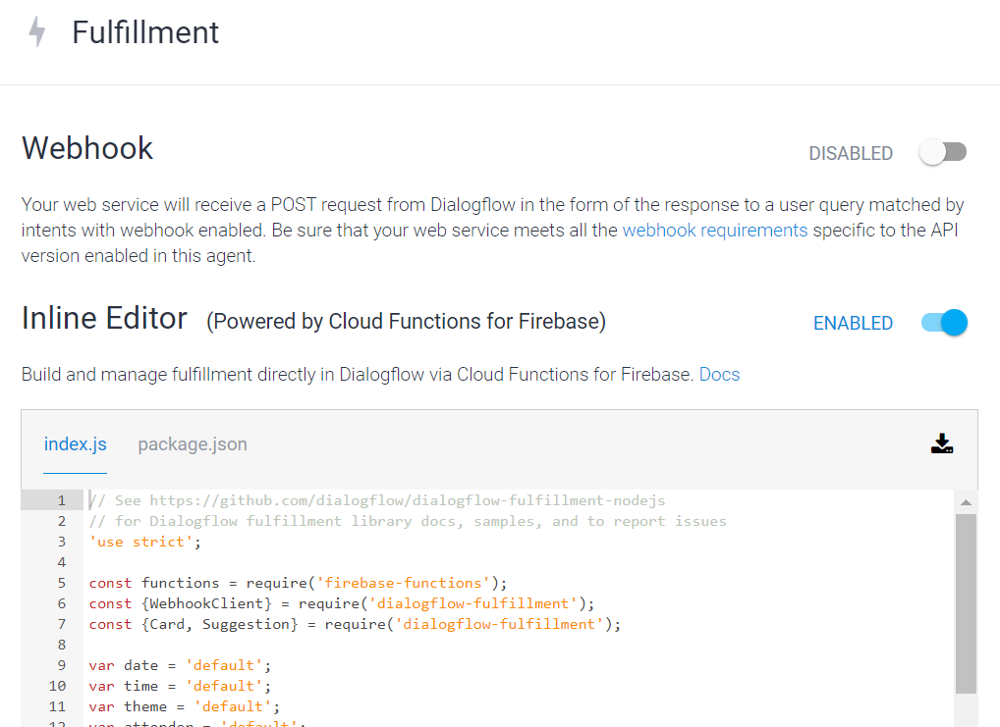 Fulfillment
Webhook
DISABLED
Your web service will receive a POST request from Dialogflow in the form of the response to a user query matched by
intents with webhook enabled. Be sure that your web service meets all the webhook requirements specific to the API
version enabled in this agent.
Inline Editor (Powered by Cloud Functions for Firebase)
ENABLED
Build and manage fulfillment directly in Dialogflow via Cloud Functions for Firebase. Docs
index.js package.json
1 // See https://github.com/dialogflow/dialogflow-fulfillment-nodejs
2 // for Dialogflow fulfillment library docs, samples, and to report issues
3 'use strict';
4
5 const functions = require('firebase-functions');
6 const {WebhookClient} = require('dialogflow-fulfillment');
7 const {Card, Suggestion} = require('dialogflow-fulfillment');
8
9 var date = 'default';
10 var time = 'default';
11 var theme = 'default';
12 var attender = 'default';